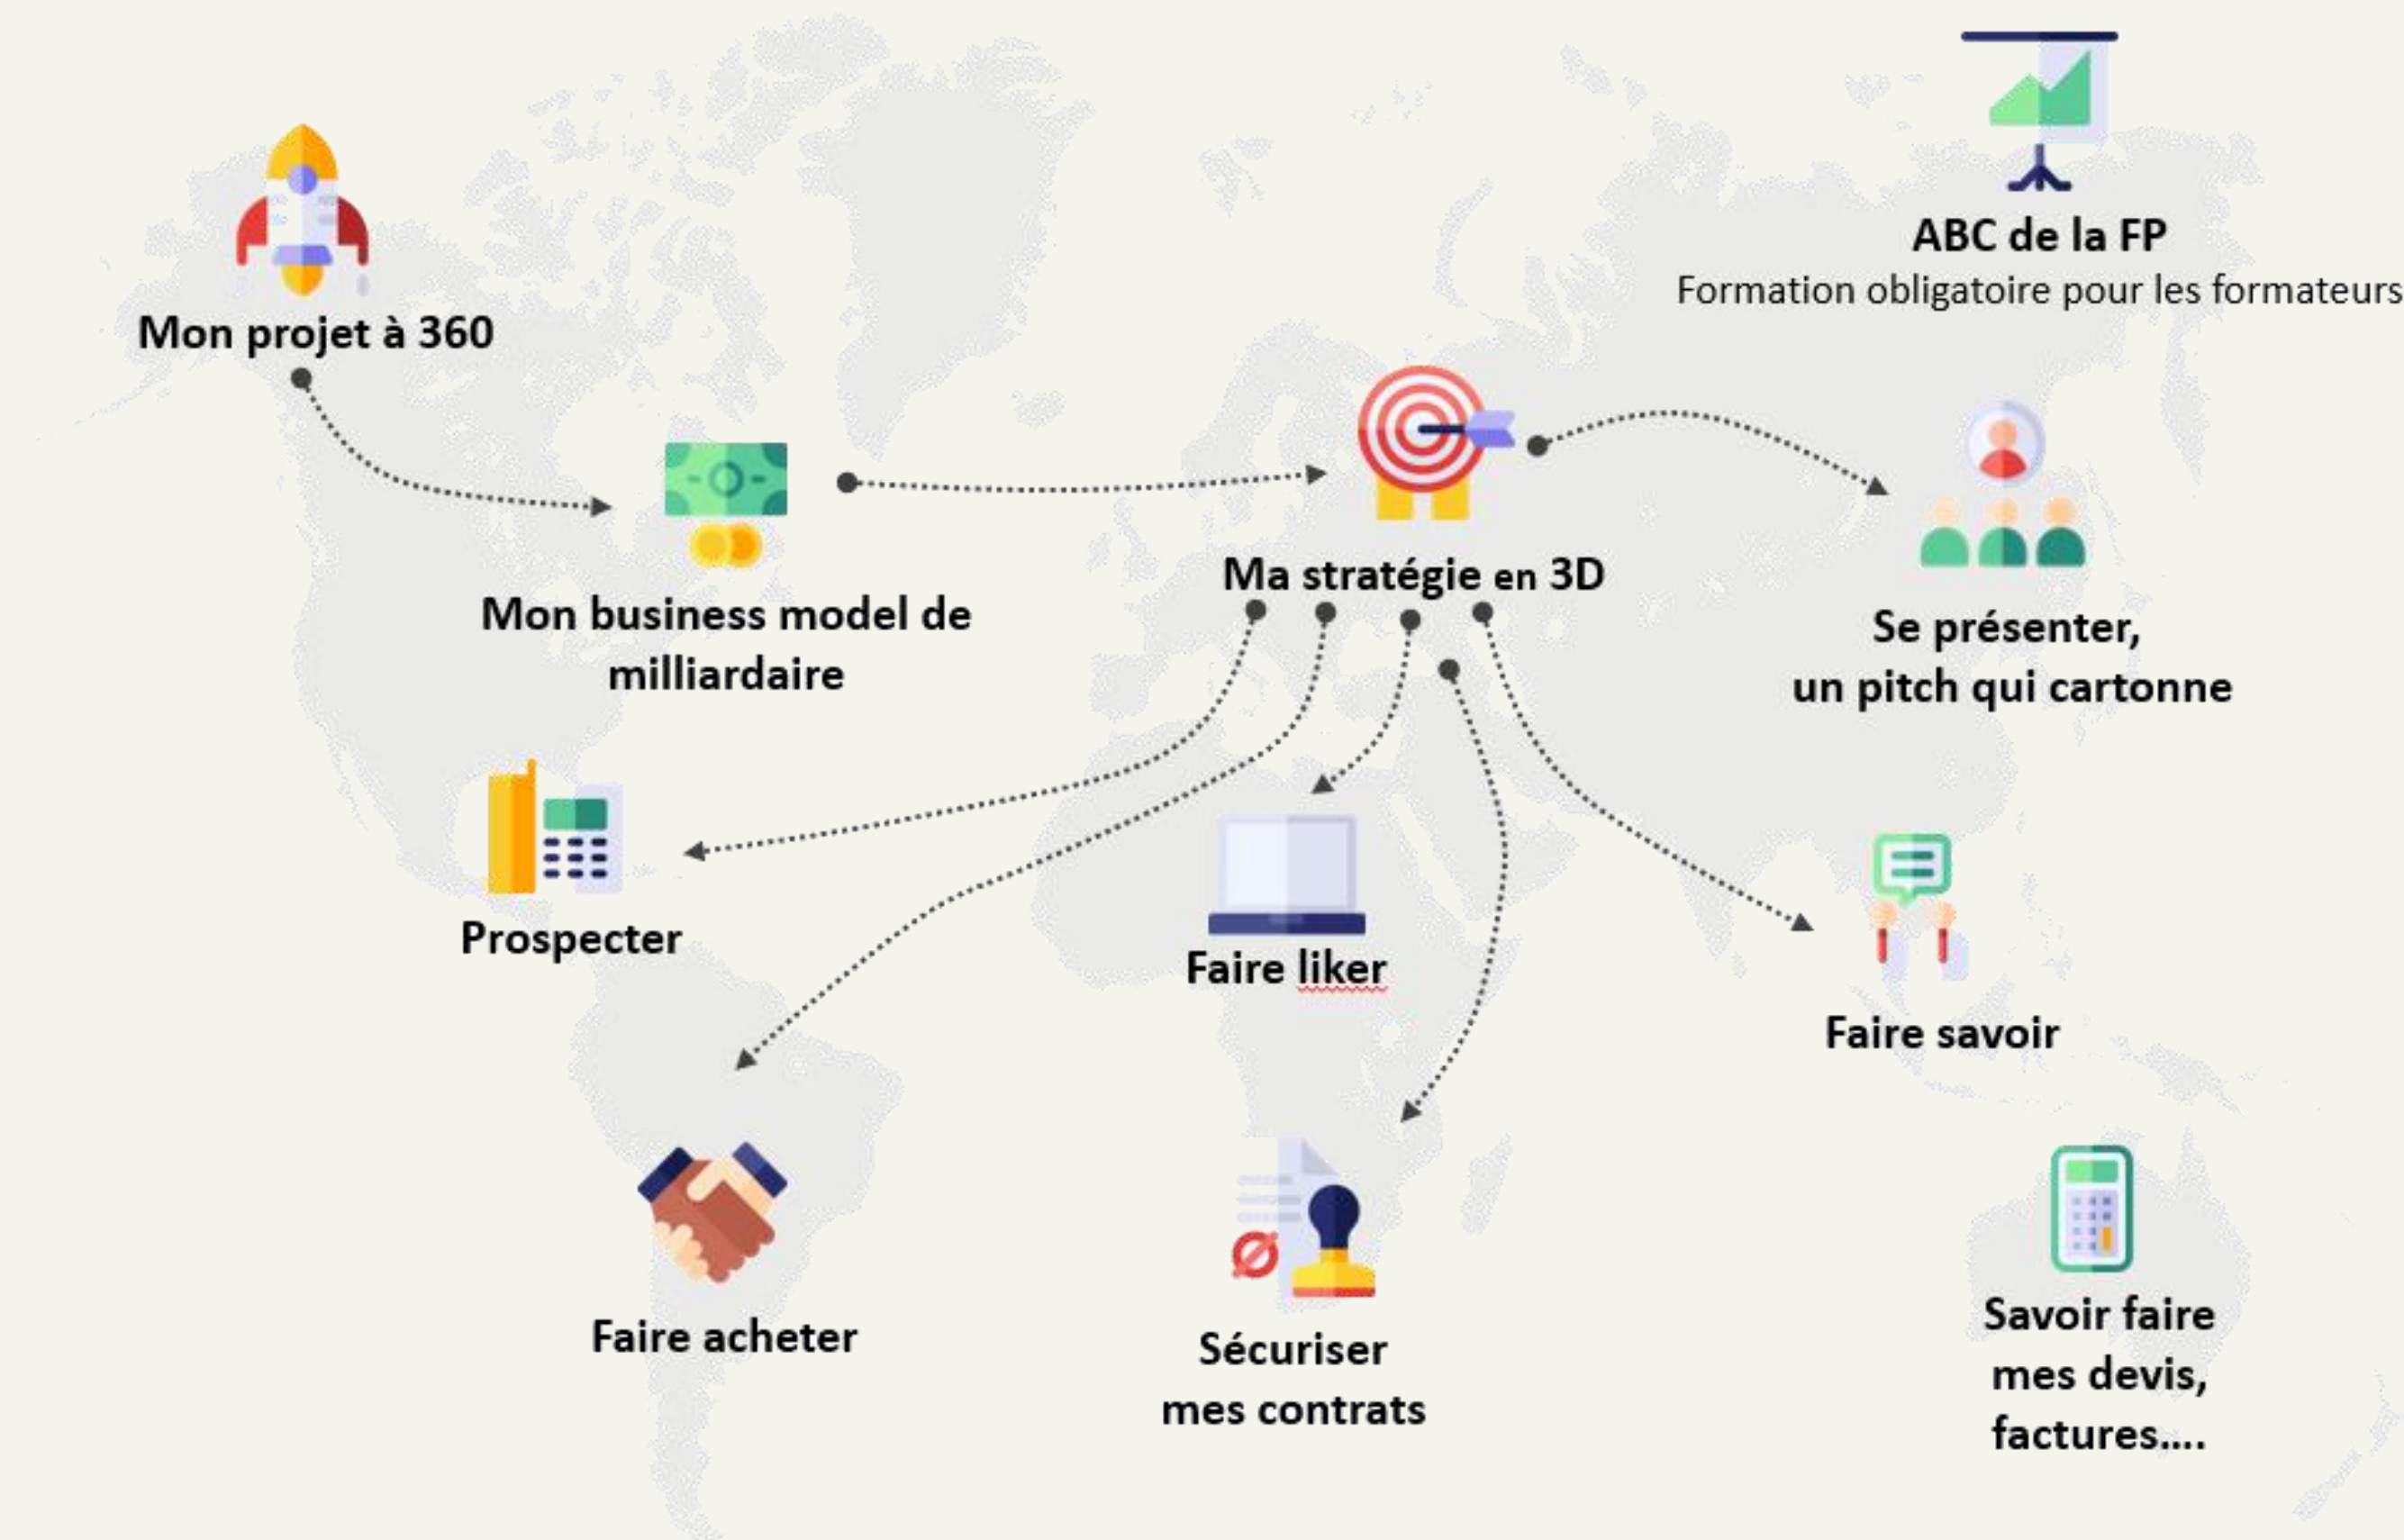 ABC de la FP
Formation obligatoire pour les formateurs
Mon projet à 360
Mon business model de
milliardaire
Ma stratégie en 3D
Se présenter,
un pitch qui cartonne
Prospecter
Faire liker
Faire savoir
Faire acheter
Sécuriser
mes contrats
Savoir faire
mes devis,
factures....